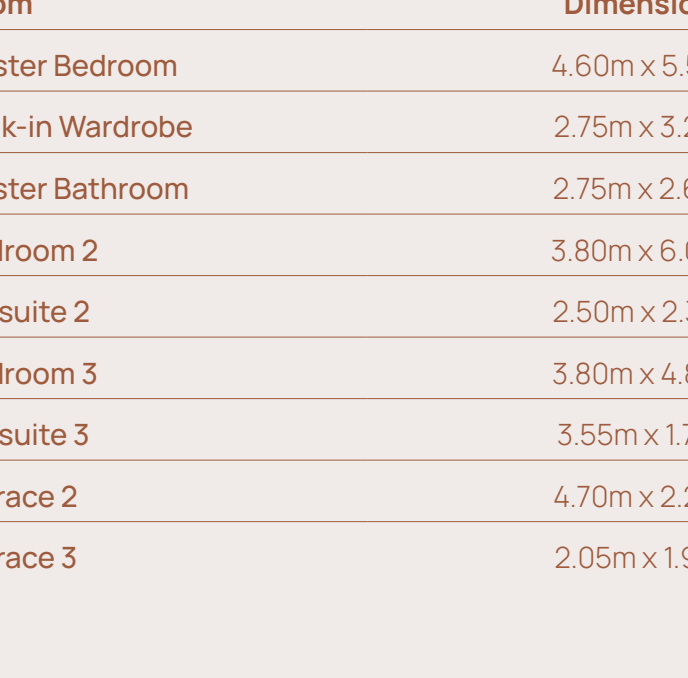 om Dimensio
ster Bedroom 4.60m x 5.5
k-in Wardrobe 2.75m x 3.2
ster Bathroom 2.75m x 2.6
droom 2 3.80m x 6.0
suite 2 2.50m x 2.3
droom 3 3.80m x 4.8
suite 3 3.55m x 1.7
race 2 4.70m x 2.2
race 3 2.05m x 1.9